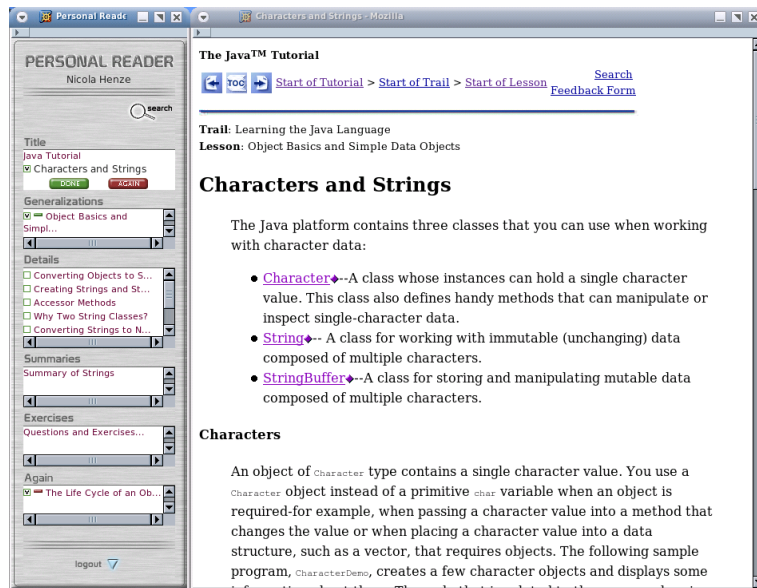 Personal Reade
PERSONAL READER
Nicola Henze
search
Title
Java Tutorial
Characters and Strings
DONE AGAIN
Generalizations
Object Basics and
Simpl...
Details
Converting Objects to S...
Creating Strings and St...
Accessor Methods
Why Two String Classes?
Converting Strings to N...
Summaries
Summary of Strings
Exercises
Questions and Exercises...
Again
The Life Cycle of an Ob...
logout
Characters and Strings - Mozilla
The Java™ Tutorial
TOC Start of Tutorial > Start of Trail > Start of Lesson
Search
Feedback Form
Trail: Learning the Java Language
Lesson: Object Basics and Simple Data Objects
Characters and Strings
The Java platform contains three classes that you can use when working
with character data:
● Character◆--A class whose instances can hold a single character
value. This class also defines handy methods that can manipulate or
inspect single-character data.
● String◆-- A class for working with immutable (unchanging) data
composed of multiple characters.
● StringBuffer◆--A class for storing and manipulating mutable data
composed of multiple characters.
Characters
An object of Character type contains a single character value. You use a
Character object instead of a primitive char variable when an object is
required-for example, when passing a character value into a method that
changes the value or when placing a character value into a data
structure, such as a vector, that requires objects. The following sample
program, CharacterDemo, creates a few character objects and displays some